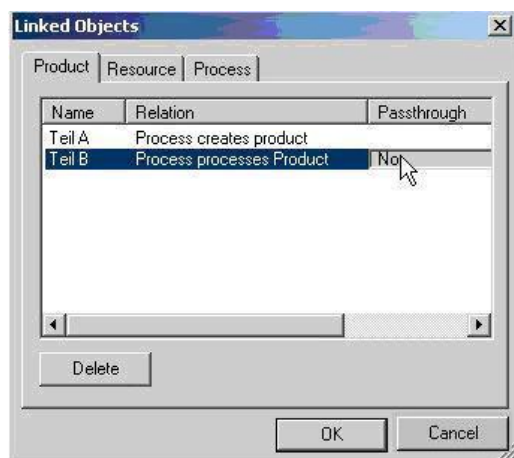 Linked Objects
Product Resource Process
Name Relation Passthrough
Teil A Process creates product
Teil B Process processes Product No
Delete
OK Cancel